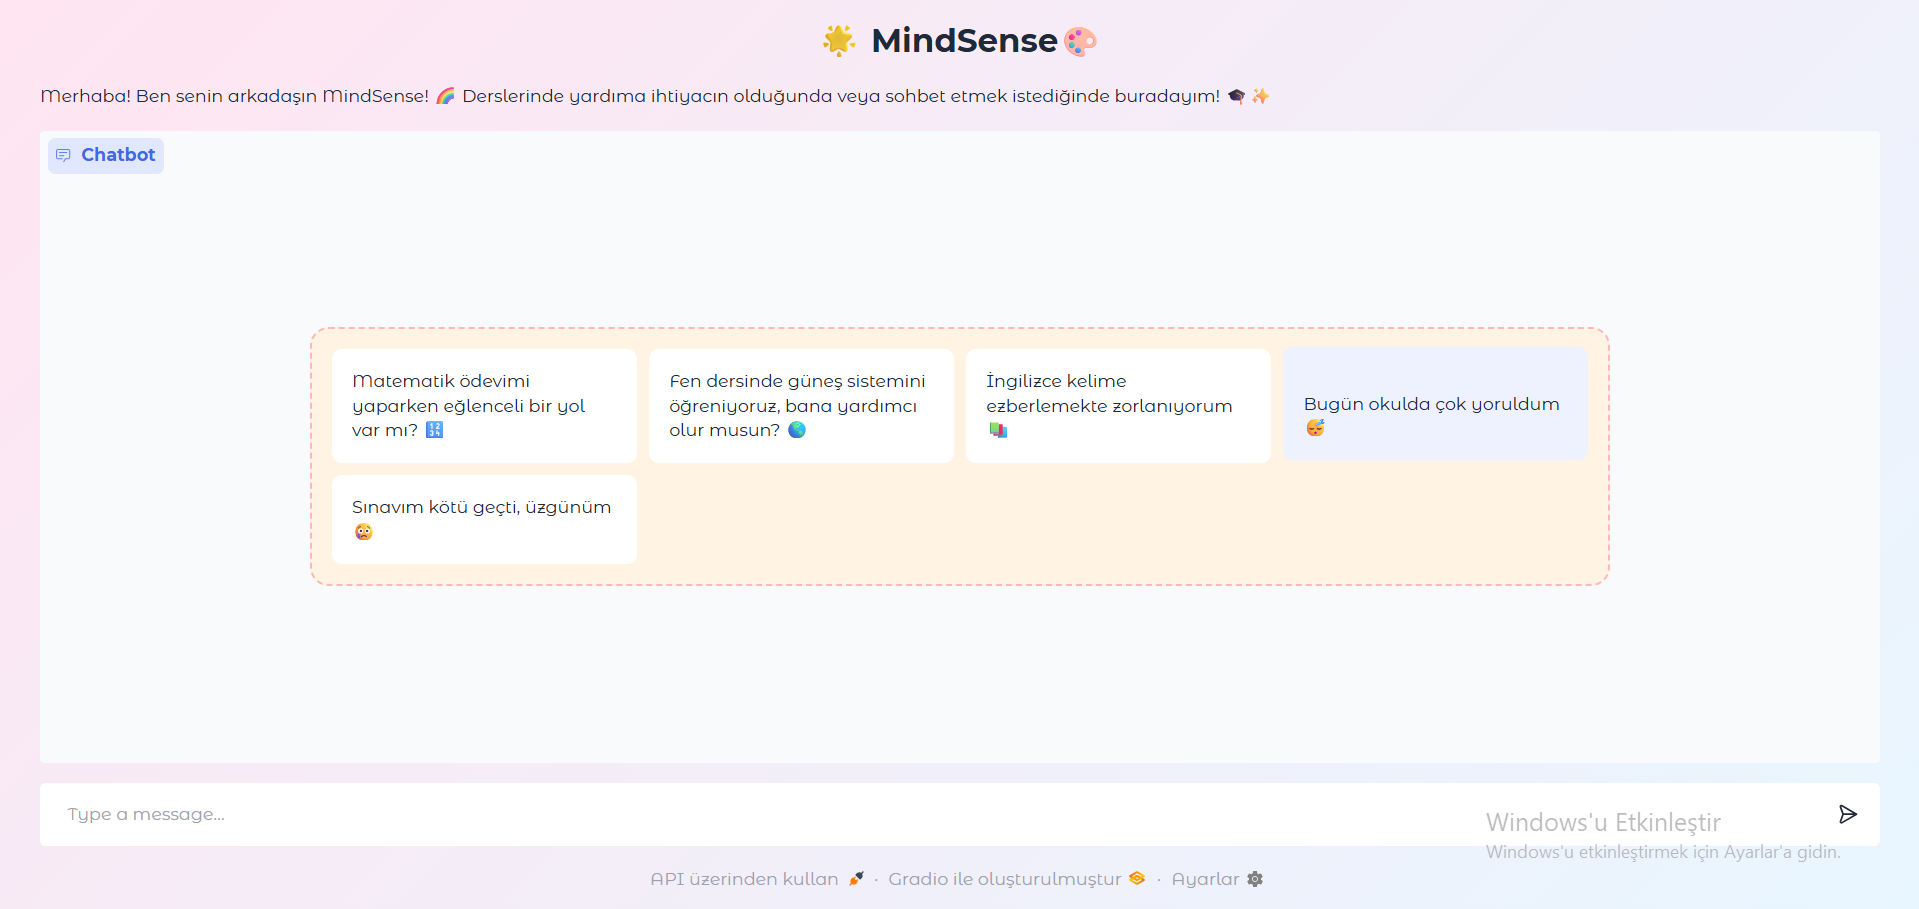 🌟 MindSense🎨
Merhaba! Ben senin arkadaşın MindSense! 🌈 Derslerinde yardıma ihtiyacın olduğunda veya sohbet etmek istediğinde buradayım! 🎓 ✨
Chatbot
Matematik ödevimi
yaparken eğlenceli bir yol
var mı? 🔢
Fen dersinde güneş sistemini
öğreniyoruz, bana yardımcı
olur musun? 🌎
İngilizce kelime
ezberlemekte zorlanıyorum
📚
Bugün okulda çok yoruldum
😴
Sınavım kötü geçti, üzgünüm
😢
Type a message...
Windows'u Etkinleştir
Windows'u etkinleştirmek için Ayarlar'a gidin.
API üzerinden kullan 🚀 · Gradio ile oluşturulmuştur · Ayarlar ⚙